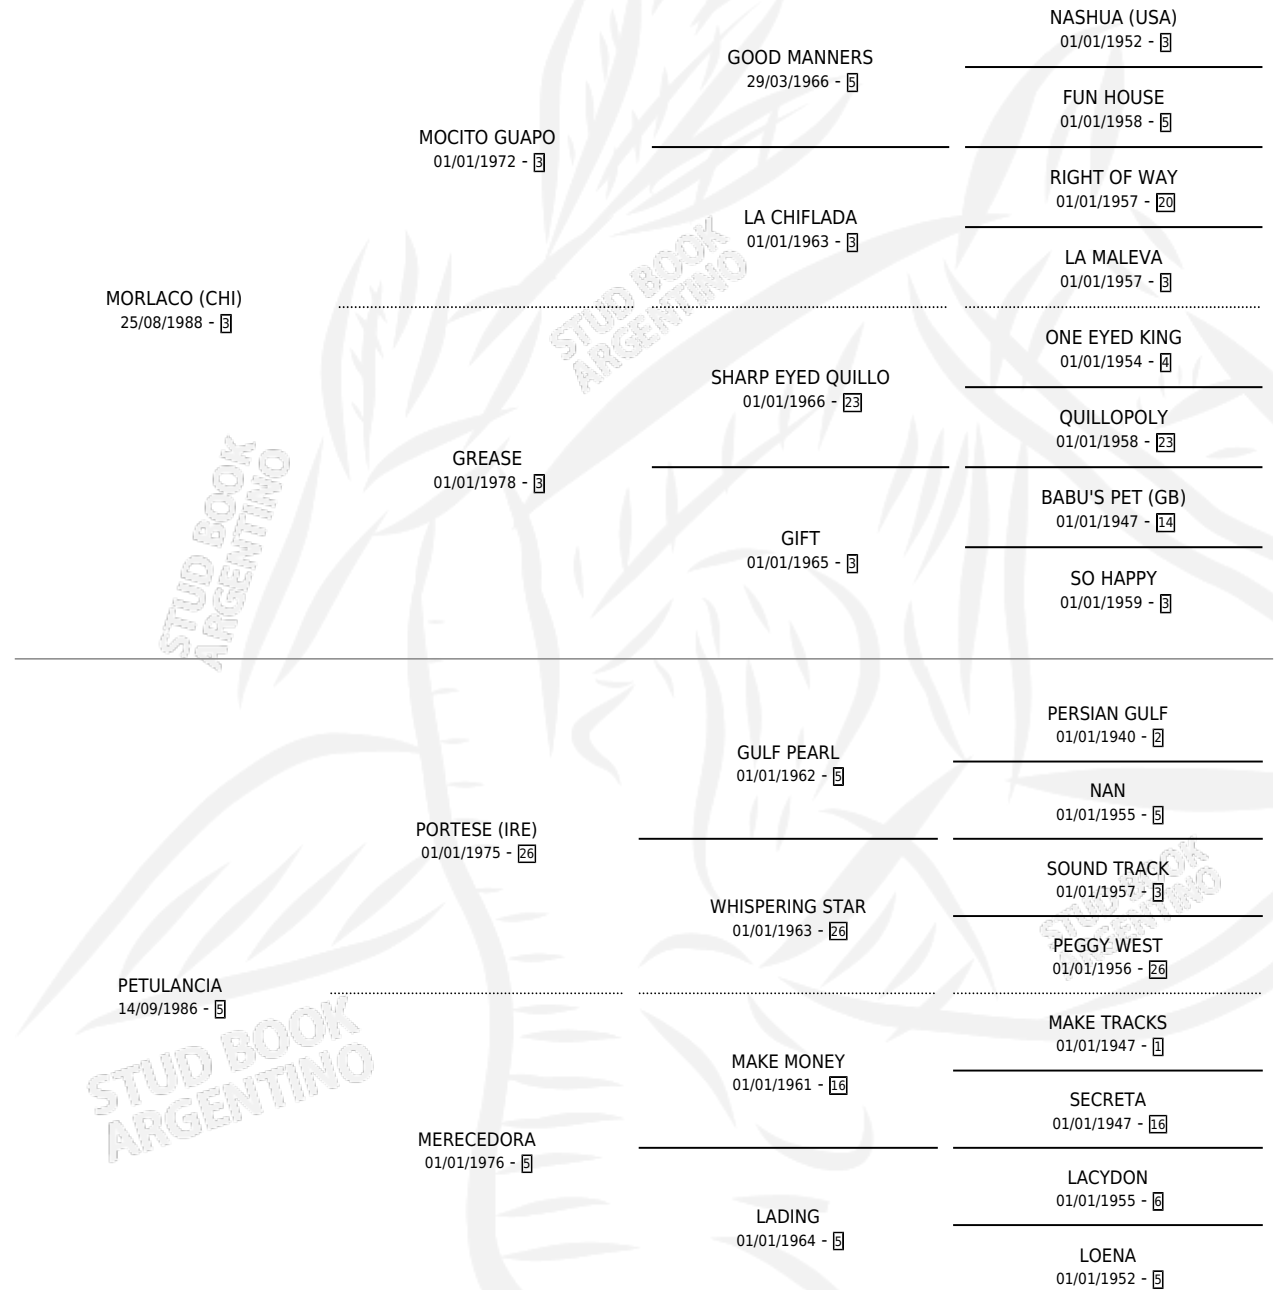 NASHUA (USA)
01/01/1952 - 3
GOOD MANNERS
29/03/1966 - 5
FUN HOUSE
01/01/1958 - 5
MOCITO GUAPO
01/01/1972 - 3
RIGHT OF WAY
01/01/1957 - 20
LA CHIFLADA
01/01/1963 - 3
LA MALEVA
01/01/1957 - 3
MORLACO (CHI)
25/08/1988 - 3
STUD BOOK
ARGENTINO
ONE EYED KING
01/01/1954 - 4
SHARP EYED QUILLO
01/01/1966 - 23
QUILLOPOLY
01/01/1958 - 23
GREASE
01/01/1978 - 3
BABU'S PET (GB)
01/01/1947 - 14
GIFT
01/01/1965 - 3
SO HAPPY
01/01/1959 - 3
STUD BOOK
ARGENTINO
PERSIAN GULF
01/01/1940 - 2
GULF PEARL
01/01/1962 - 5
NAN
01/01/1955 - 5
PORTESE (IRE)
01/01/1975 - 26
SOUND TRACK
01/01/1957 - 3
WHISPERING STAR
01/01/1963 - 26
PEGGY WEST
01/01/1956 - 26
STUD BOOK
ARGENTINO
PETULANCIA
14/09/1986 - 5
MAKE TRACKS
01/01/1947 - 1
MAKE MONEY
01/01/1961 - 16
SECRETA
01/01/1947 - 16
STUD BOOK
ARGENTINO
MERECEDORA
01/01/1976 - 5
LACYDON
01/01/1955 - 6
LADING
01/01/1964 - 5
LOENA
01/01/1952 - 5